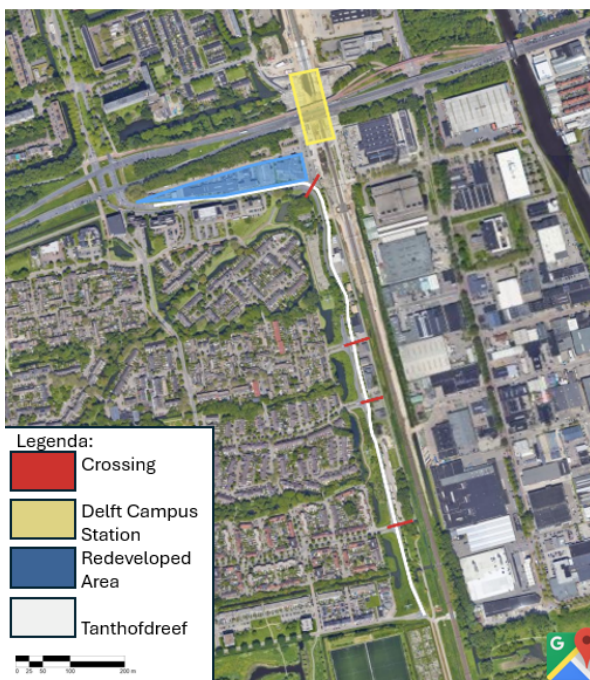 Legenda:
Crossing
Delft Campus
Station
Redeveloped
Area
Tanthofdreef
0 25 50 100 200 m
G